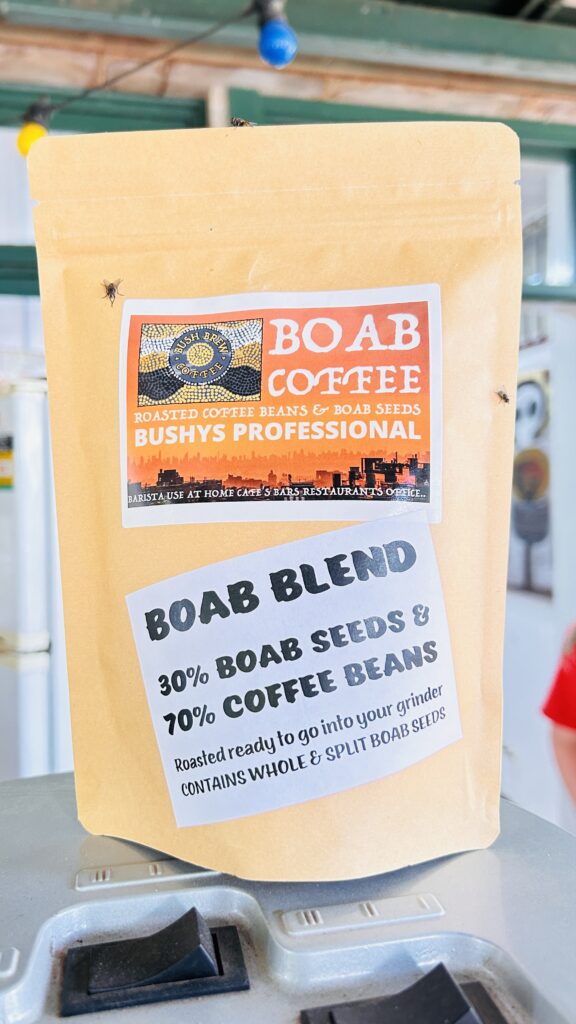 BUSH BREW
COFFEE
BOAB
COFFEE
ROASTED COFFEE BEANS & BOAB SEEDS
BUSHYS PROFESSIONAL
BARISTA USE AT HOME CAFE'S BARS RESTAURANTS OFFICE..
BOAB BLEND
30% BOAB SEEDS &
70% COFFEE BEANS
Roasted ready to go into your grinder
CONTAINS WHOLE & SPLIT BOAB SEEDS